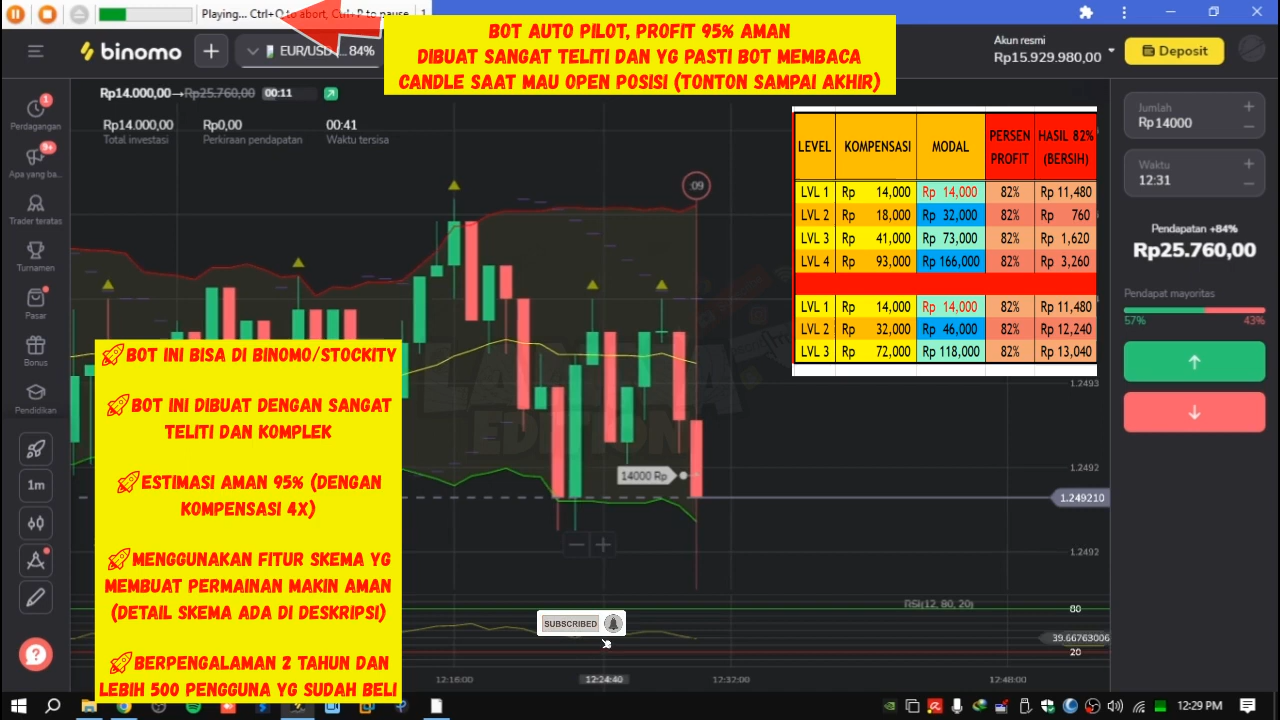 Playing... Ctrl+Q to abort, Ctrl+P to pause
BOT AUTO PILOT, PROFIT 95% AMAN
DIBUAT SANGAT TELITI DAN YG PASTI BOT MEMBACA
CANDLE SAAT MAU OPEN POSISI (TONTON SAMPAI AKHIR)
binomo
EUR/USD
84%
Akun resmi
Rp15.929.980,00
Deposit
Rp14.000,00→Rp25.760,00 00:11
Rp14.000,00 Rp0,00 00:41
Total investasi Perkiraan pendapatan Waktu tersisa
1
Perdagangan
9+
Apa yang ba...
Trader teratas
Turnamen
Pasar
Bonus
Pendidikan
1m
:09
LEVEL KOMPENSASI MODAL PERSEN PROFIT HASIL 82% (BERSIH)
LVL 1 Rp 14,000 Rp 14,000 82% Rp 11,480
LVL 2 Rp 18,000 Rp 32,000 82% Rp 760
LVL 3 Rp 41,000 Rp 73,000 82% Rp 1,620
LVL 4 Rp 93,000 Rp 166,000 82% Rp 3,260
LVL 1 Rp 14,000 Rp 14,000 82% Rp 11,480
LVL 2 Rp 32,000 Rp 46,000 82% Rp 12,240
LVL 3 Rp 72,000 Rp 118,000 82% Rp 13,040
Jumlah
Rp14000
Waktu
12:31
Pendapatan +84%
Rp25.760,00
Pendapat mayoritas
57% 43%
🚀BOT INI BISA DI BINOMO/STOCKITY
🚀BOT INI DIBUAT DENGAN SANGAT
TELITI DAN KOMPLEK
🚀ESTIMASI AMAN 95% (DENGAN
KOMPENSASI 4X)
🚀MENGGUNAKAN FITUR SKEMA YG
MEMBUAT PERMAINAN MAKIN AMAN
(DETAIL SKEMA ADA DI DESKRIPSI)
🚀BERPENGALAMAN 2 TAHUN DAN
LEBIH 500 PENGGUNA YG SUDAH BELI
EDITION
14000 Rp
1.2493
1.2492
1.249210
1.2492
RSI(12, 80, 20)
80
39.66763006
20
SUBSCRIBED
12:16:00
12:24:40
12:32:00
12:48:00
12:29 PM